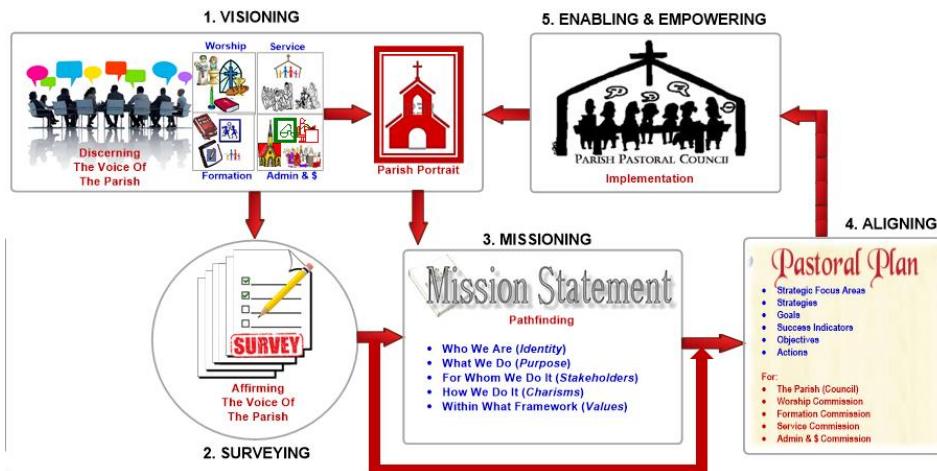 1. VISIONING
Worship
Service
Formation
Admin & $
Discerning
The Voice Of
The Parish
Parish Portrait
2. SURVEYING
SURVEY
Affirming
The Voice Of
The Parish
3. MISSIONING
Mission Statement
Pathfinding
• Who We Are (Identity)
• What We Do (Purpose)
• For Whom We Do It (Stakeholders)
• How We Do It (Charisms)
• Within What Framework (Values)
4. ALIGNING
Pastoral Plan
• Strategic Focus Areas
• Strategies
• Goals
• Success Indicators
• Objectives
• Actions
For:
• The Parish (Council)
• Worship Commission
• Formation Commission
• Service Commission
• Admin & $ Commission
5. ENABLING & EMPOWERING
PARISH PASTORAL COUNCIL
Implementation